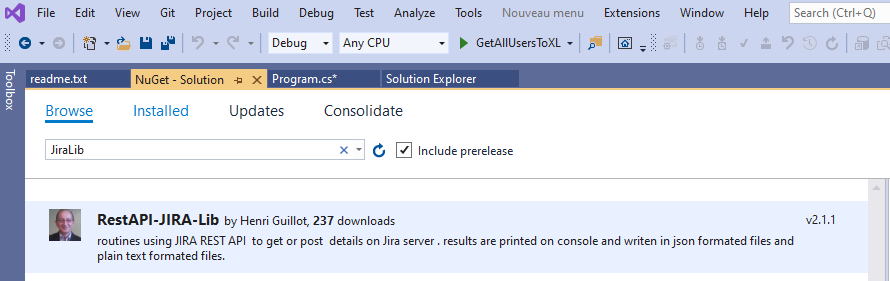 File Edit View Git Project Build Debug Test Analyze Tools Nouveau menu Extensions Window Help Search (Ctrl+Q)
Debug Any CPU GetAllUsersToXL
Toolbox
readme.txt NuGet - Solution Program.cs* Solution Explorer
Browse Installed Updates Consolidate
JiraLib Include prerelease
RestAPI-JIRA-Lib by Henri Guillot, 237 downloads v2.1.1
routines using JIRA REST API to get or post details on Jira server . results are printed on console and writen in json formated files and
plain text formated files.